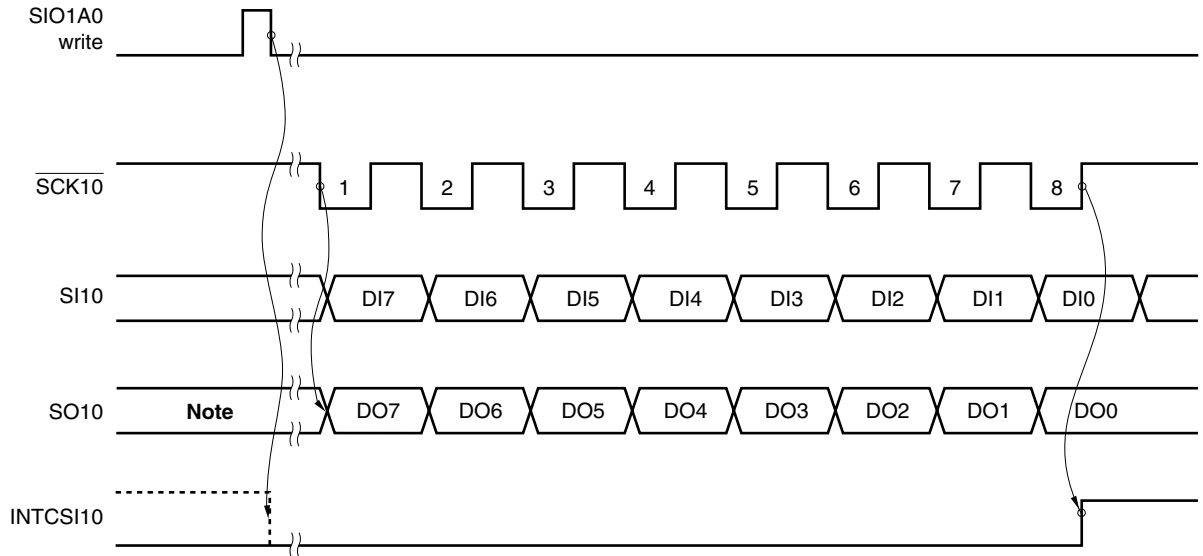 SIO1A0
write
SCK10
1 2 3 4 5 6 7 8
SI10
DI7 DI6 DI5 DI4 DI3 DI2 DI1 DI0
SO10
Note
DO7 DO6 DO5 DO4 DO3 DO2 DO1 DO0
INTCSI10